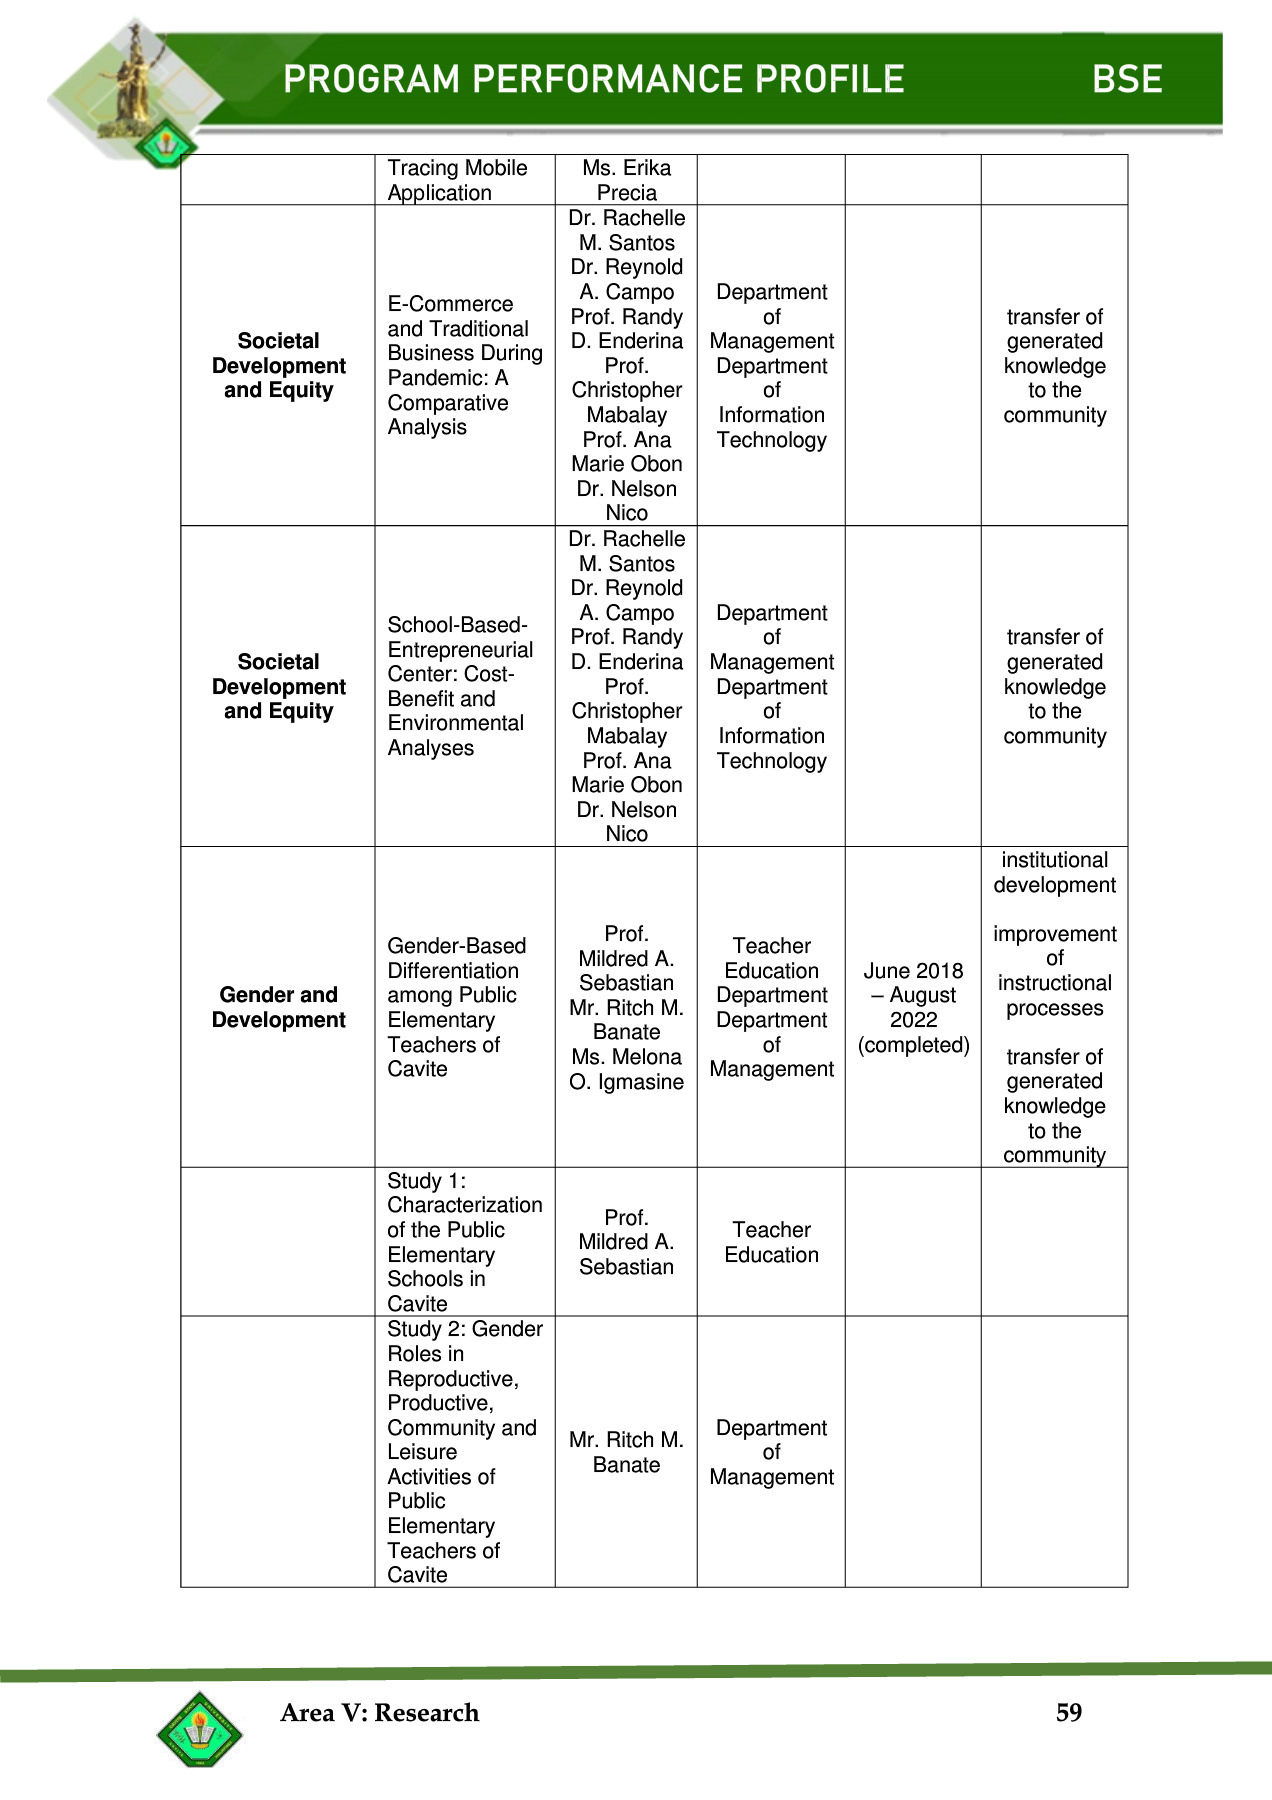 PROGRAM PERFORMANCE PROFILE BSE
Tracing Mobile
Application
Ms. Erika
Precia
Societal
Development
and Equity
E-Commerce
and Traditional
Business During
Pandemic: A
Comparative
Analysis
Dr. Rachelle
M. Santos
Dr. Reynold
A. Campo
Prof. Randy
D. Enderina
Prof.
Christopher
Mabalay
Prof. Ana
Marie Obon
Dr. Nelson
Nico
Department
of
Management
Department
of
Information
Technology
transfer of
generated
knowledge
to the
community
Societal
Development
and Equity
School-Based-
Entrepreneurial
Center: Cost-
Benefit and
Environmental
Analyses
Dr. Rachelle
M. Santos
Dr. Reynold
A. Campo
Prof. Randy
D. Enderina
Prof.
Christopher
Mabalay
Prof. Ana
Marie Obon
Dr. Nelson
Nico
Department
of
Management
Department
of
Information
Technology
transfer of
generated
knowledge
to the
community
Gender and
Development
Gender-Based
Differentiation
among Public
Elementary
Teachers of
Cavite
Prof.
Mildred A.
Sebastian
Mr. Ritch M.
Banate
Ms. Melona
O. Igmasine
Teacher
Education
Department
Department
of
Management
June 2018
– August
2022
(completed)
institutional
development
improvement
of
instructional
processes
transfer of
generated
knowledge
to the
community
Study 1:
Characterization
of the Public
Elementary
Schools in
Cavite
Prof.
Mildred A.
Sebastian
Teacher
Education
Study 2: Gender
Roles in
Reproductive,
Productive,
Community and
Leisure
Activities of
Public
Elementary
Teachers of
Cavite
Mr. Ritch M.
Banate
Department
of
Management
Area V: Research 59